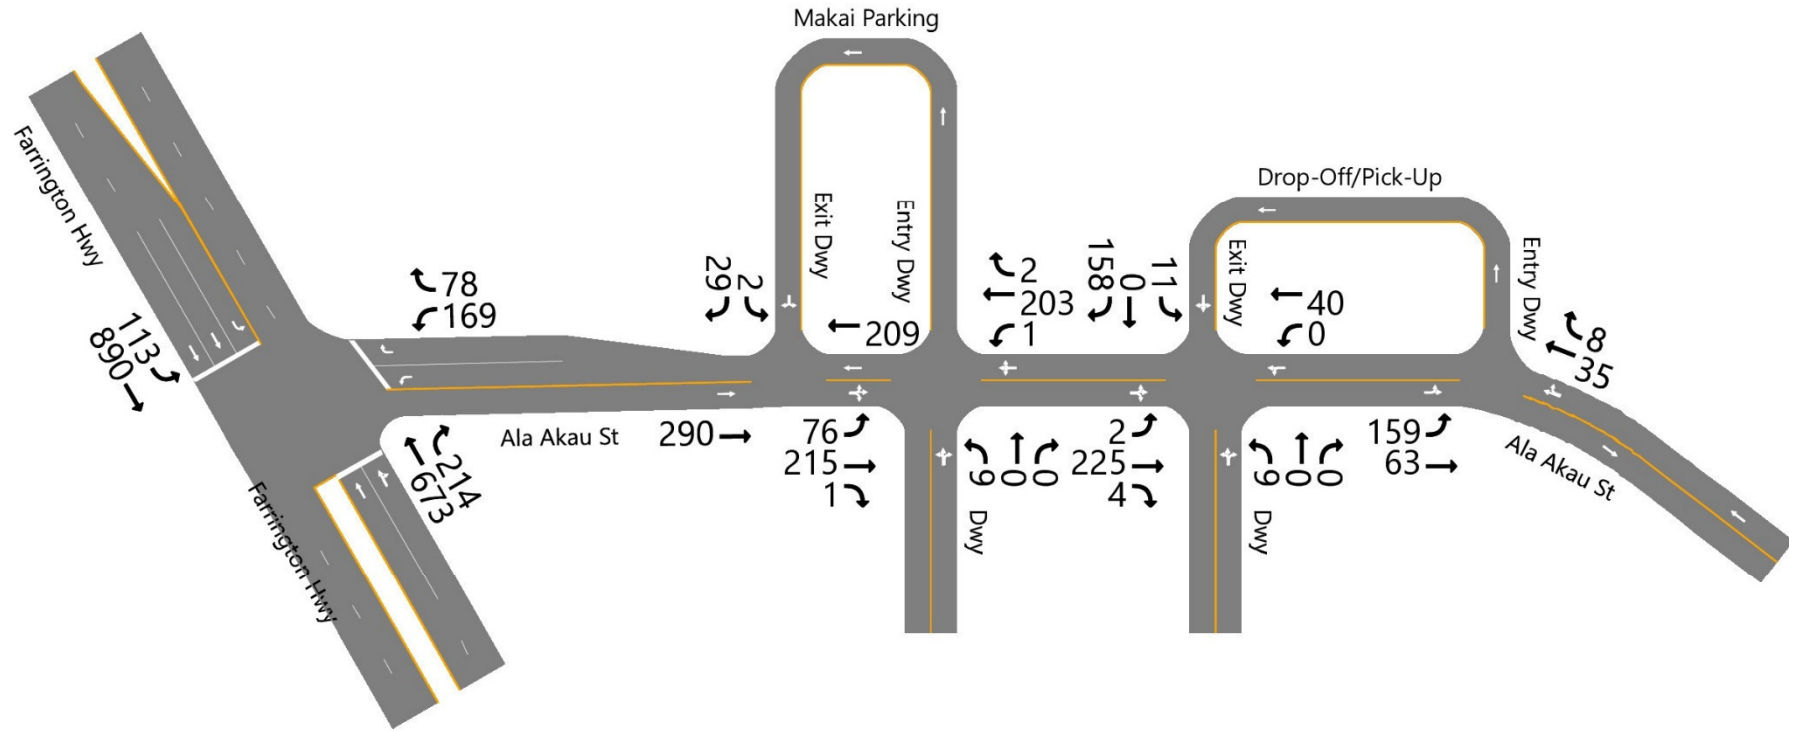 Makai Parking
Drop-Off/Pick-Up
Farrington Hwy
113
890
78
169
29
2
Exit Dwy
Entry Dwy
209
2
203
1
158
0
11
Exit Dwy
40
0
Entry Dwy
8
35
Ala Akau St
290
76
215
1
6
0
0
Dwy
2
225
4
6
0
0
Dwy
159
63
Ala Akau St
214
673
Farrington Hwy